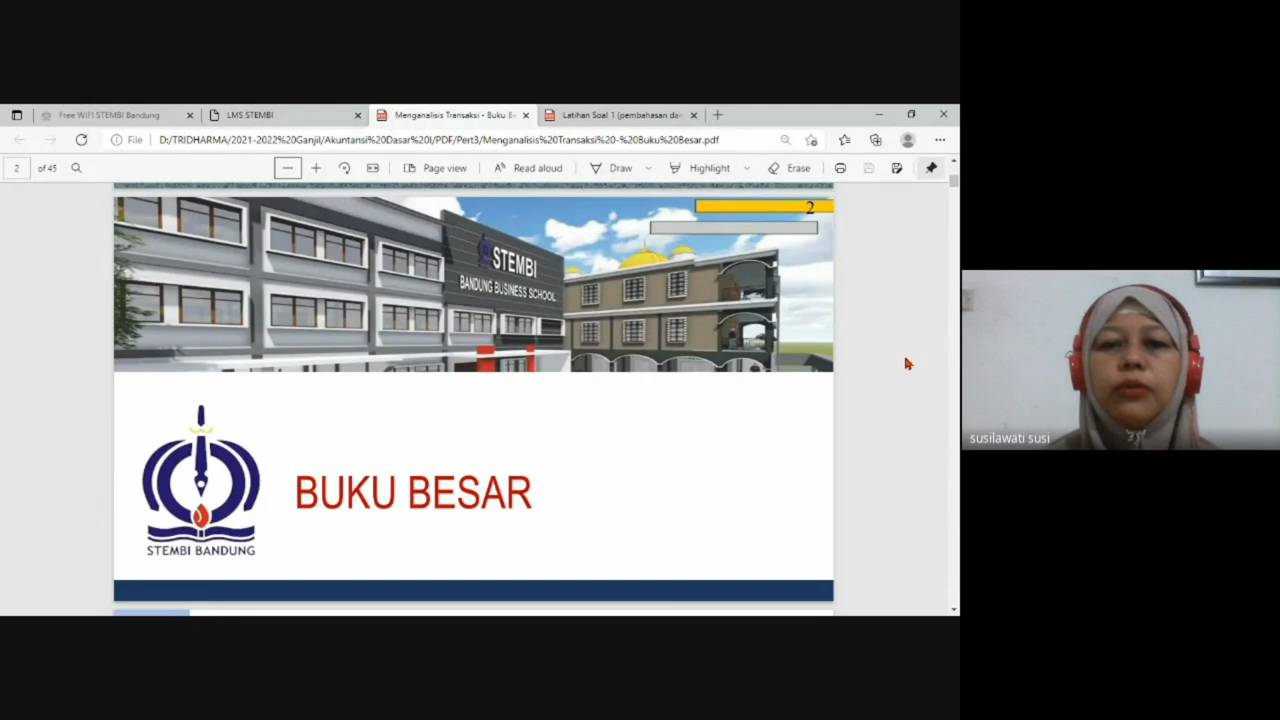 Free WIFI STEMBI Bandung
LMS STEMBI
Menganalisis Transaksi - Buku Be
Latihan Soal 1 (pembahasan dan
File
D:/TRIDHARMA/2021-2022%20Ganjil/Akuntansi%20Dasar%20I/PDF/Pert3/Menganalisis%20Transaksi%20-%20Buku%20Besar.pdf
2 of 45
Page view
Read aloud
Draw
Highlight
Erase
2
STEMBI
BANDUNG BUSINESS SCHOOL
BUKU BESAR
STEMBI BANDUNG
susilawati susi